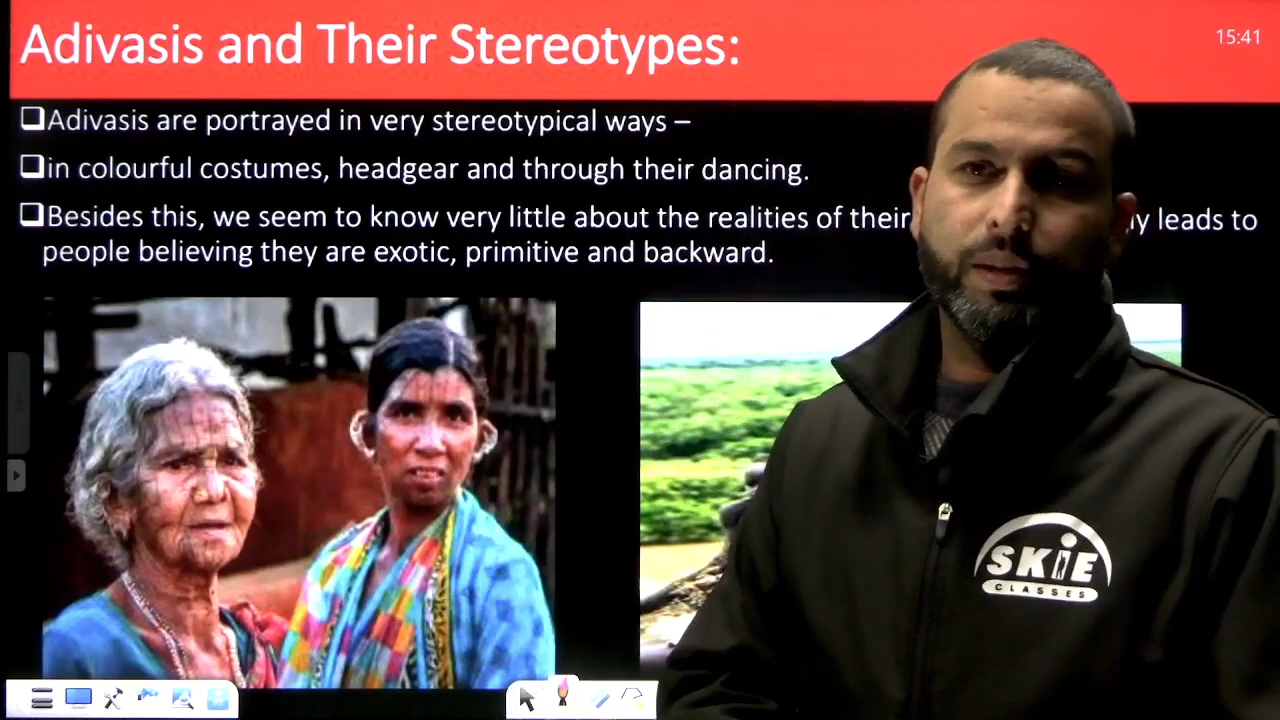 Adivasis and Their Stereotypes:
15:41
Adivasis are portrayed in very stereotypical ways –
in colourful costumes, headgear and through their dancing.
Besides this, we seem to know very little about the realities of their leads to
people believing they are exotic, primitive and backward.
SKIE
CLASSES